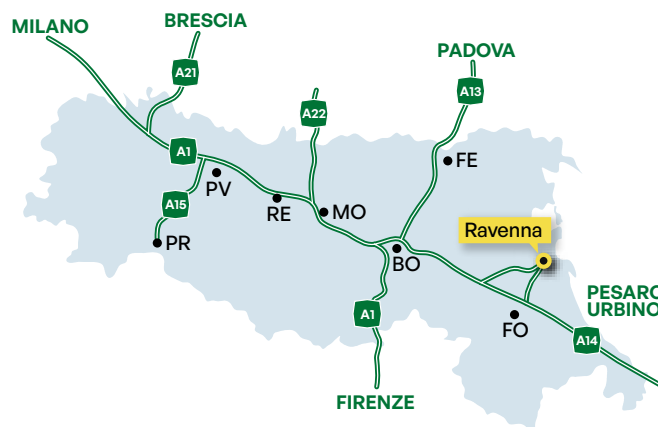 MILANO
BRESCIA
PADOVA
A21
A13
A22
A1
FE
PV
A15
RE
MO
Ravenna
PR
BO
PESARO
URBINO
A1
FO
A14
FIRENZE